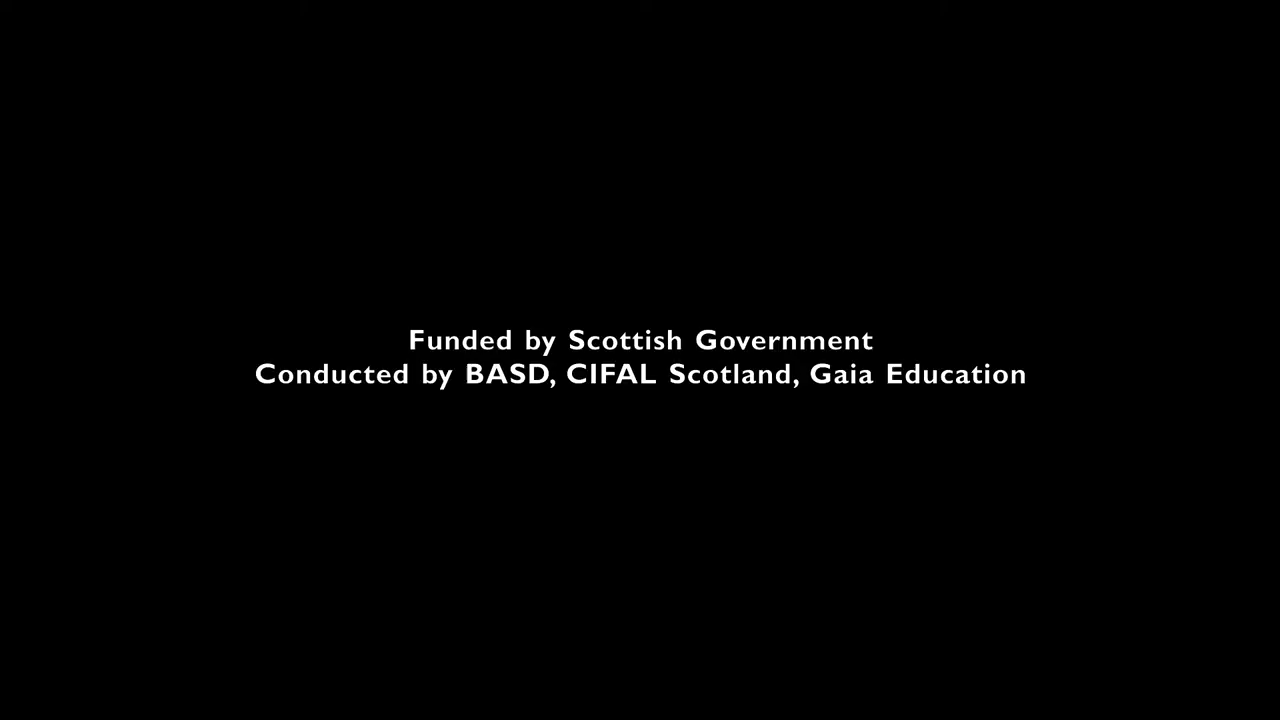 Funded by Scottish Government
Conducted by BASD, CIFAL Scotland, Gaia Education